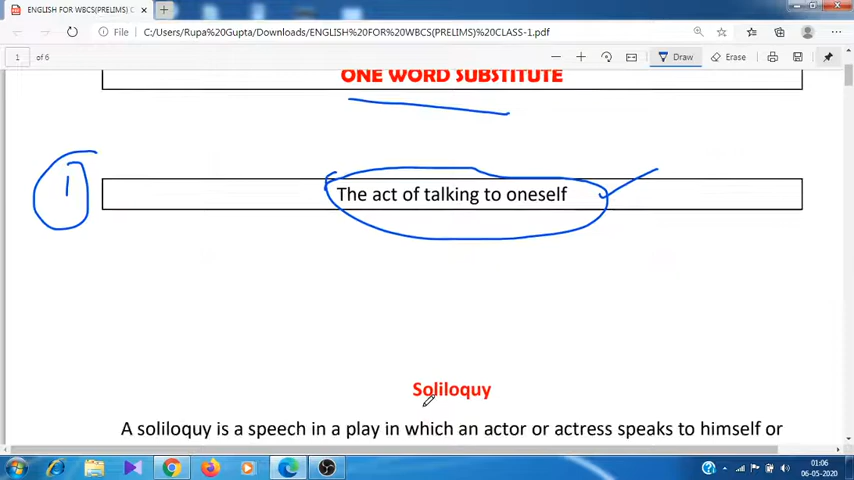 ENGLISH FOR WBCS(PRELIMS) CLAS
File
C:/Users/Rupa%20Gupta/Downloads/ENGLISH%20FOR%20WBCS(PRELIMS)%20CLASS-1.pdf
1 of 6
Draw
Erase
ONE WORD SUBSTITUTE
1
The act of talking to oneself
Soliloquy
A soliloquy is a speech in a play in which an actor or actress speaks to himself or
01:06
06-05-2020